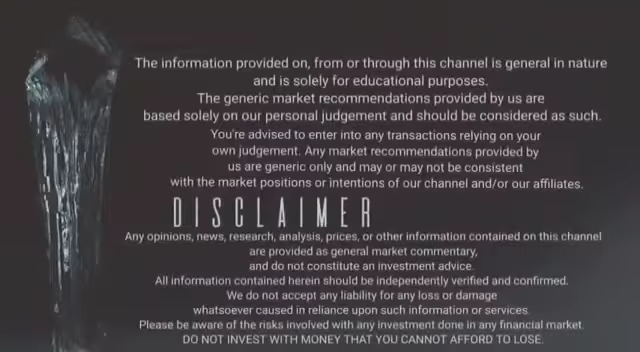 The information provided on, from or through this channel is general in nature
and is solely for educational purposes.
The generic market recommendations provided by us are
based solely on our personal judgement and should be considered as such.
You're advised to enter into any transactions relying on your
own judgement. Any market recommendations provided by
us are generic only and may or may not be consistent
with the market positions or intentions of our channel and/or our affiliates.
DISCLAIMER
Any opinions, news, research, analysis, prices, or other information contained on this channel
are provided as general market commentary,
and do not constitute an investment advice.
All information contained herein should be independently verified and confirmed.
We do not accept any liability for any loss or damage
whatsoever caused in reliance upon such information or services.
Please be aware of the risks involved with any investment done in any financial market.
DO NOT INVEST WITH MONEY THAT YOU CANNOT AFFORD TO LOSE.